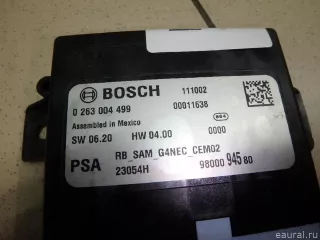 BOSCH 111002
0 263 004 499 00011638
Assembled in Mexico
SW 06.20 HW 04.00 0000
PSA RB_SAM_G4NEC_CEM02
23054H 98000 945 80
© eaural.ru